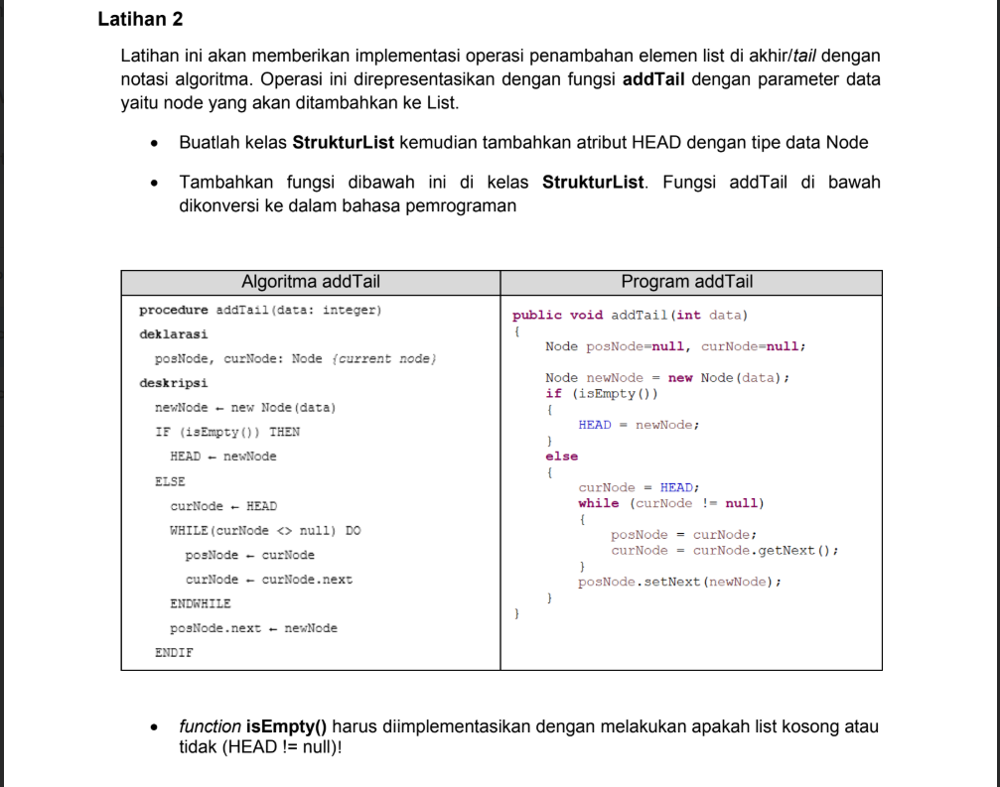 Latihan 2
Latihan ini akan memberikan implementasi operasi penambahan elemen list di akhir/tail dengan
notasi algoritma. Operasi ini direpresentasikan dengan fungsi addTail dengan parameter data
yaitu node yang akan ditambahkan ke List.
• Buatlah kelas StrukturList kemudian tambahkan atribut HEAD dengan tipe data Node
• Tambahkan fungsi dibawah ini di kelas StrukturList. Fungsi addTail di bawah
dikonversi ke dalam bahasa pemrograman
Algoritma addTail
procedure addTail(data: integer)
deklarasi
posNode, curNode: Node {current node}
deskripsi
newNode ← new Node(data)
IF (isEmpty()) THEN
HEAD ← newNode
ELSE
curNode ← HEAD
WHILE(curNode <> null) DO
posNode ← curNode
curNode ← curNode.next
ENDWHILE
posNode.next ← newNode
ENDIF
Program addTail
public void addTail(int data)
{
Node posNode=null, curNode=null;
Node newNode = new Node(data);
if (isEmpty())
{
HEAD = newNode;
}
else
{
curNode = HEAD;
while (curNode != null)
{
posNode = curNode;
curNode = curNode.getNext();
}
posNode.setNext(newNode);
}
}
• function isEmpty() harus diimplementasikan dengan melakukan apakah list kosong atau
tidak (HEAD != null)!